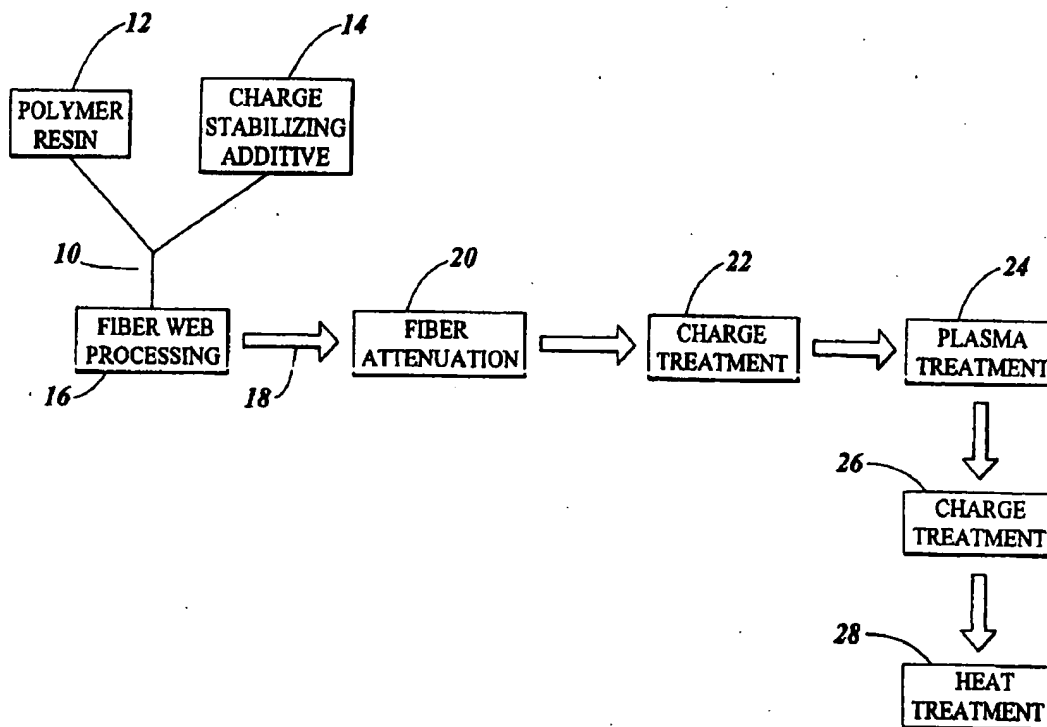 12
14
POLYMER
RESIN
CHARGE
STABILIZING
ADDITIVE
10
20
22
24
FIBER WEB
PROCESSING
FIBER
ATTENUATION
CHARGE
TREATMENT
PLASMA
TREATMENT
16
18
26
CHARGE
TREATMENT
28
HEAT
TREATMENT